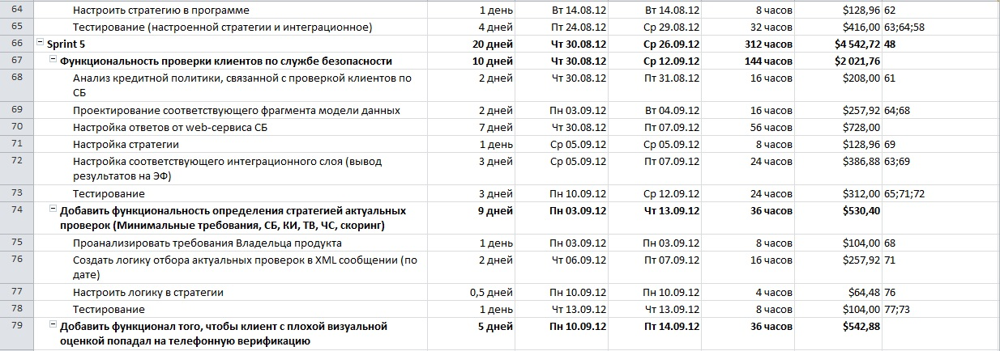 64 Настроить стратегию в программе 1 день Вт 14.08.12 Вт 14.08.12 8 часов $128,96 62
65 Тестирование (настроенной стратегии и интеграционное) 4 дней Пт 24.08.12 Ср 29.08.12 32 часов $416,00 63;64;58
66 Sprint 5 20 дней Чт 30.08.12 Ср 26.09.12 312 часов $4 542,72 48
67 Функциональность проверки клиентов по службе безопасности 10 дней Чт 30.08.12 Ср 12.09.12 144 часов $2 021,76
68 Анализ кредитной политики, связанной с проверкой клиентов по 2 дней Чт 30.08.12 Пт 31.08.12 16 часов $208,00 61
СБ
69 Проектирование соответствующего фрагмента модели данных 2 дней Пн 03.09.12 Вт 04.09.12 16 часов $257,92 64;68
70 Настройка ответов от web-сервиса СБ 7 дней Чт 30.08.12 Пт 07.09.12 56 часов $728,00
71 Настройка стратегии 1 день Ср 05.09.12 Ср 05.09.12 8 часов $128,96 69
72 Настройка соответствующего интеграционного слоя (вывод 3 дней Ср 05.09.12 Пт 07.09.12 24 часов $386,88 63;69
результатов на ЭФ)
73 Тестирование 3 дней Пн 10.09.12 Ср 12.09.12 24 часов $312,00 65;71;72
74 Добавить функциональность определения стратегией актуальных 9 дней Пн 03.09.12 Чт 13.09.12 36 часов $530,40
проверок (Минимальные требования, СБ, КИ, ТВ, ЧС, скоринг)
75 Проанализировать требования Владельца продукта 1 день Пн 03.09.12 Пн 03.09.12 8 часов $104,00 68
76 Создать логику отбора актуальных проверок в XML сообщении (по 2 дней Чт 06.09.12 Пт 07.09.12 16 часов $257,92 71
дате)
77 Настроить логику в стратегии 0,5 дней Пн 10.09.12 Пн 10.09.12 4 часов $64,48 76
78 Тестирование 1 день Чт 13.09.12 Чт 13.09.12 8 часов $104,00 77;73
79 Добавить функционал того, чтобы клиент с плохой визуальной 5 дней Пн 10.09.12 Пт 14.09.12 36 часов $542,88
оценкой попадал на телефонную верификацию